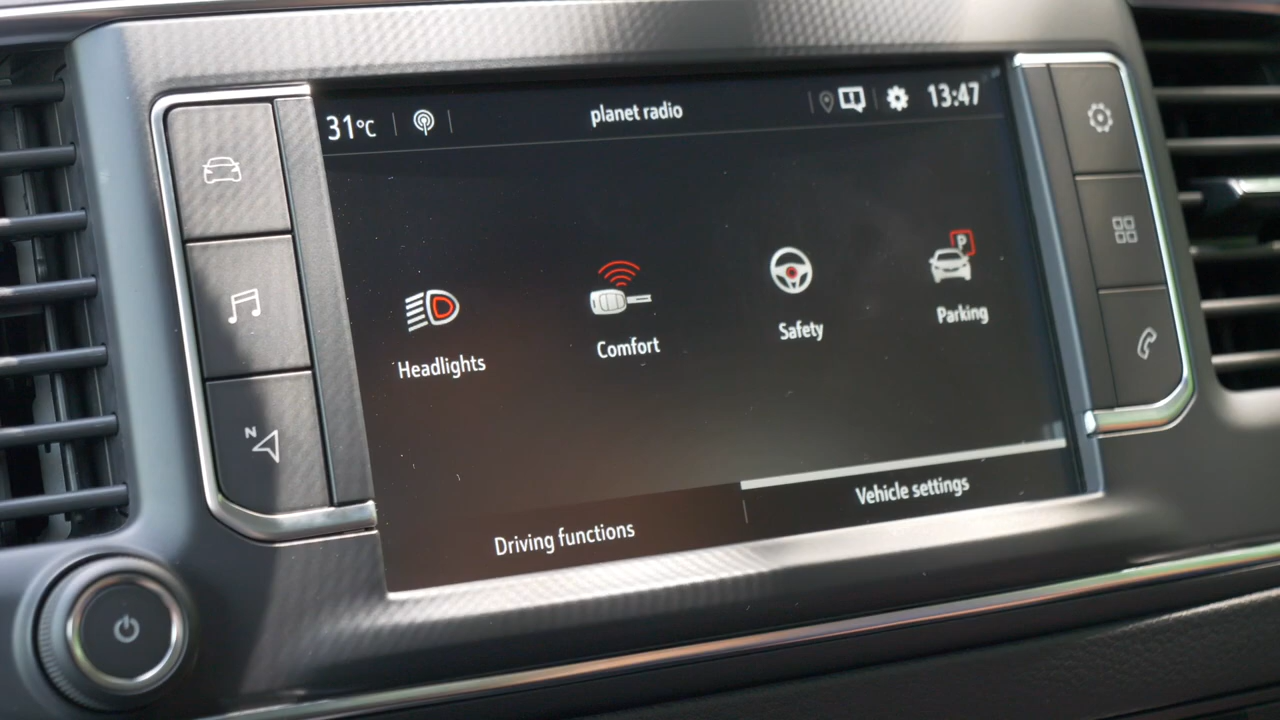 31°C
planet radio
13:47
P
Headlights
Comfort
Safety
Parking
N
Driving functions
Vehicle settings